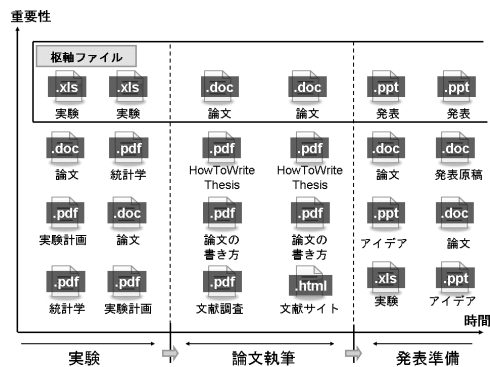 重要性
枢軸ファイル
.xls .xls .doc .doc .ppt .ppt
実験 実験 論文 論文 発表 発表
.doc .pdf .pdf .pdf .doc .doc
論文 統計学 HowToWrite Thesis HowToWrite Thesis 論文 発表原稿
.pdf .doc .pdf .pdf .ppt .doc
実験計画 論文 論文の書き方 論文の書き方 アイデア 論文
.pdf .pdf .pdf .html .xls .ppt
統計学 実験計画 文献調査 文献サイト 実験 アイデア
時間
実験 論文執筆 発表準備